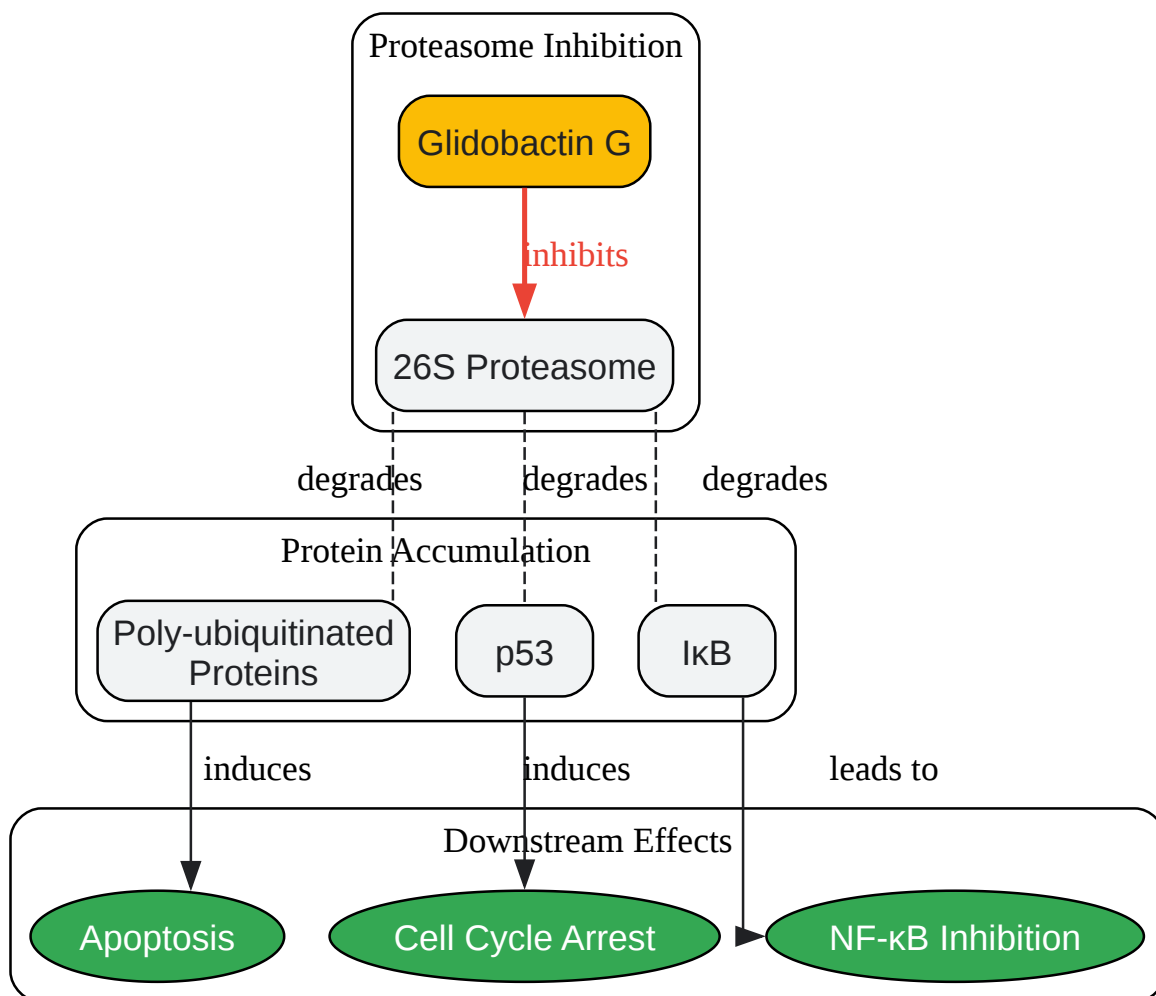 Proteasome Inhibition
Glidobactin G
inhibits
26S Proteasome
degrades
degrades
degrades
Protein Accumulation
Poly-ubiquitinated
Proteins
p53
IκB
induces
induces
leads to
Downstream Effects
Apoptosis
Cell Cycle Arrest
NF-κB Inhibition